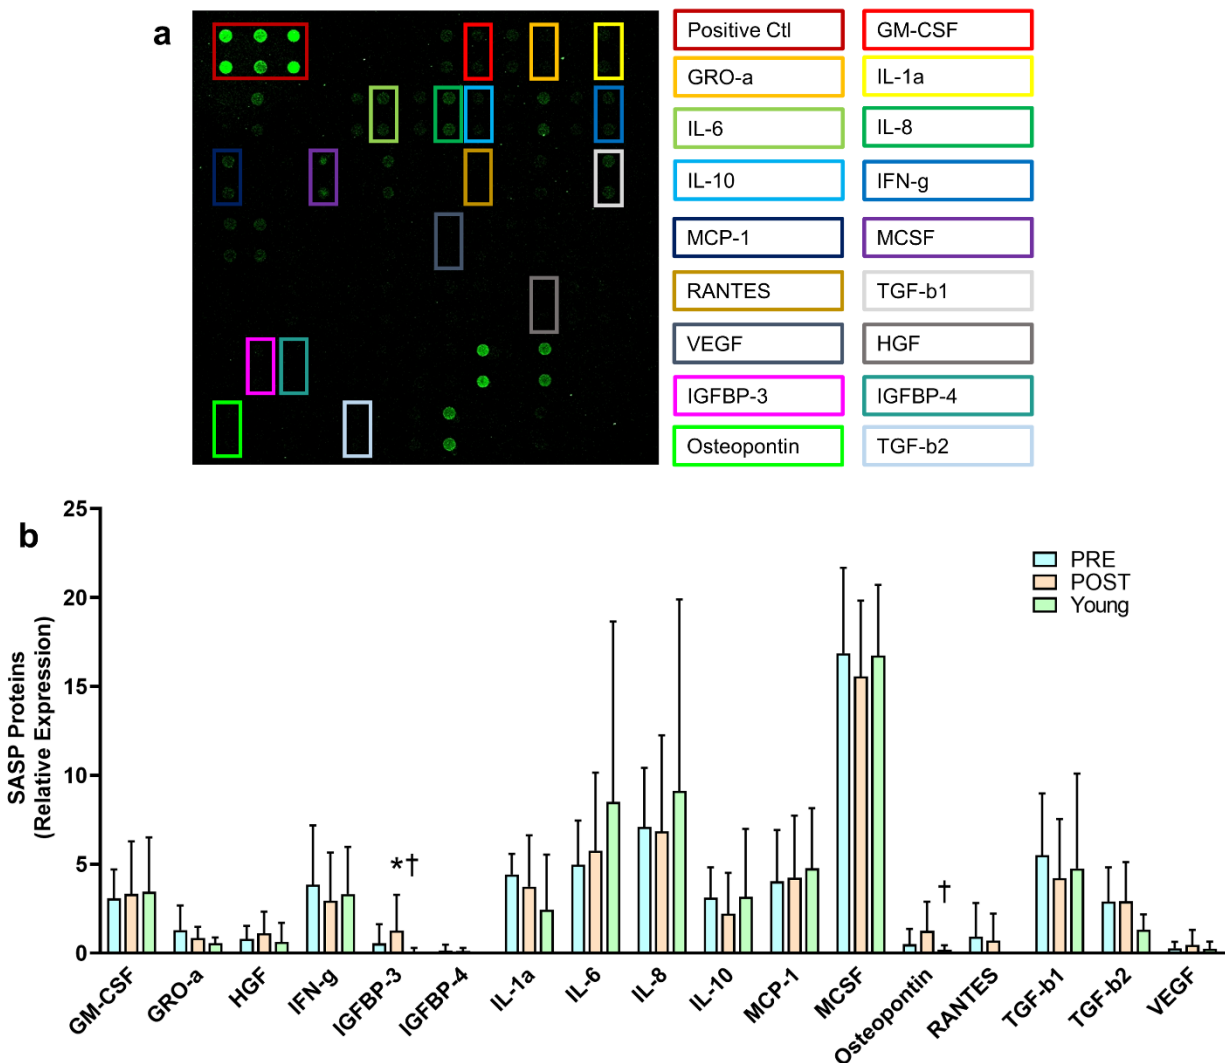 a
Positive Ctl GM-CSF
GRO-a IL-1a
IL-6 IL-8
IL-10 IFN-g
MCP-1 MCSF
RANTES TGF-b1
VEGF HGF
IGFBP-3 IGFBP-4
Osteopontin TGF-b2
b
SASP Proteins
(Relative Expression)
25
20
15
10
5
0
PRE
POST
Young
*†
†
GM-CSF GRO-a HGF IFN-g IGFBP-3 IGFBP-4 IL-1a IL-6 IL-8 IL-10 MCP-1 MCSF Osteopontin RANTES TGF-b1 TGF-b2 VEGF